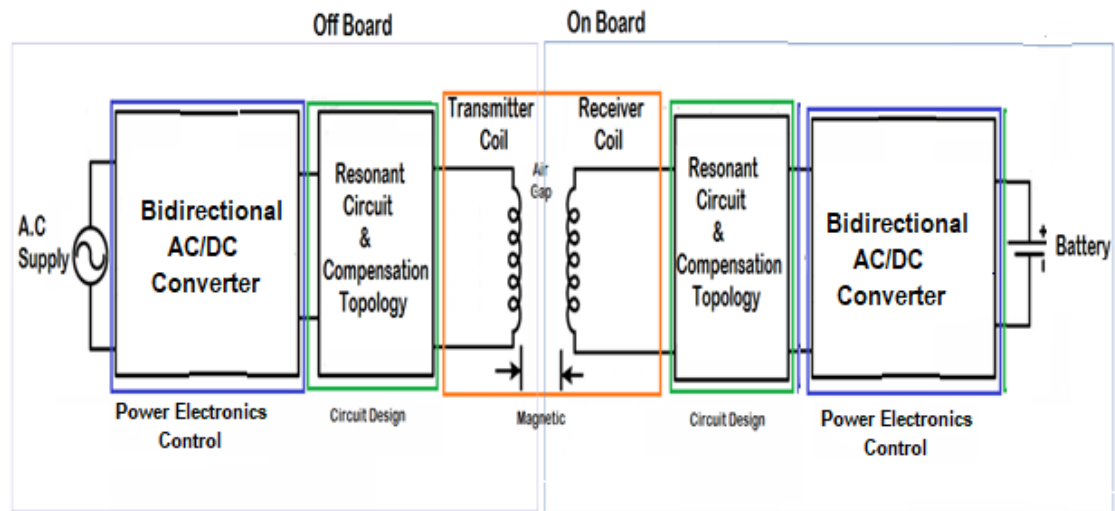 Off Board
On Board
A.C
Supply
Bidirectional
AC/DC
Converter
Power Electronics
Control
Resonant
Circuit
&
Compensation
Topology
Circuit Design
Transmitter
Coil
Receiver
Coil
Air
Gap
Magnetic
Resonant
Circuit
&
Compensation
Topology
Circuit Design
Bidirectional
AC/DC
Converter
Power Electronics
Control
+
Battery